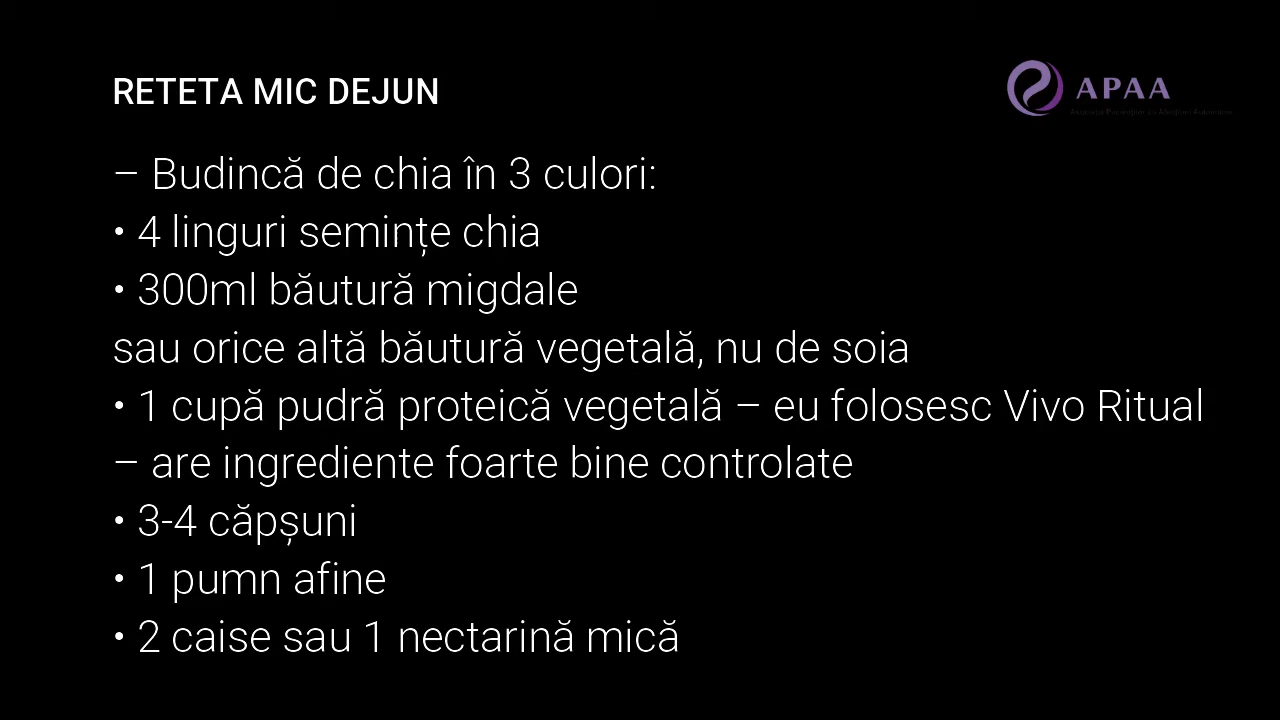 RETETA MIC DEJUN
APAA
– Budincă de chia în 3 culori:
• 4 linguri semințe chia
• 300ml băutură migdale
sau orice altă băutură vegetală, nu de soia
• 1 cupă pudră proteică vegetală – eu folosesc Vivo Ritual
– are ingrediente foarte bine controlate
• 3-4 căpșuni
• 1 pumn afine
• 2 caise sau 1 nectarină mică